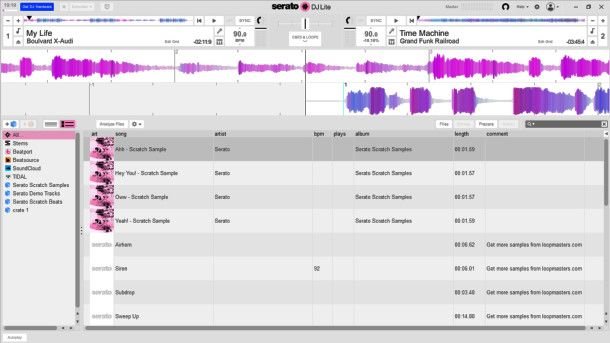 19:19 Get DJ Hardware serato DJ Lite Master Help
1 My Life
Boulvard X-Audi
-02:11.9
SYNC
90.0
BPM
CUES & LOOPS
SYNC
90.0
-18.18%
Time Machine
Grand Funk Railroad
Edit Grid
-03:45.4
2
1
Analyze Files Files Prepare
art song artist bpm plays album length comment
All...
Stems
Beatport
Beatsource
SoundCloud
TIDAL
Serato Scratch Samples
Serato Demo Tracks
Serato Scratch Beats
crate 1
Ahh - Scratch Sample Serato Serato Scratch Samples 00:01.59
Hey You! - Scratch Sample Serato Serato Scratch Samples 00:01.57
Oww - Scratch Sample Serato Serato Scratch Samples 00:01.57
Yeah! - Scratch Sample Serato Serato Scratch Samples 00:01.59
serato Airhorn 00:06.62 Get more samples from loopmasters.com
serato Siren 92 00:05.01 Get more samples from loopmasters.com
serato Subdrop 00:03.48 Get more samples from loopmasters.com
serato Sweep Up 00:14.88 Get more samples from loopmasters.com
Autoplay